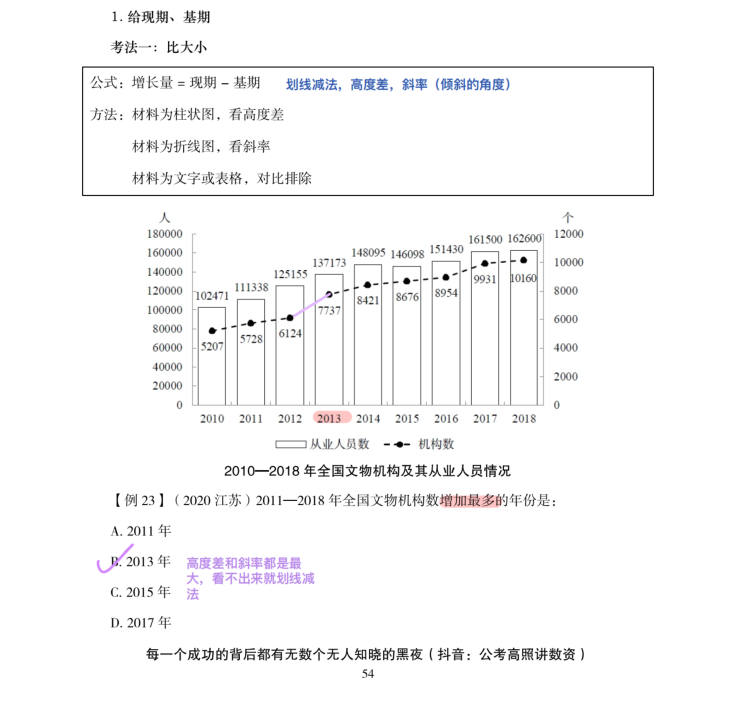 1. 给现期、基期
考法一：比大小
公式：增长量 = 现期 − 基期 划线减法，高度差，斜率（倾斜的角度）
方法：材料为柱状图，看高度差
材料为折线图，看斜率
材料为文字或表格，对比排除
人 个
180000 161500 162600 12000
160000 148095 146098 151430
140000 137173 10000
125155
120000 111338 9931 10160
102471 8000
100000 7737 8421 8676 8954
80000 6000
5207 5728 6124
60000 4000
40000
20000 2000
0 0
2010 2011 2012 2013 2014 2015 2016 2017 2018
从业人员数 机构数
2010—2018 年全国文物机构及其从业人员情况
【例 23】（2020 江苏）2011—2018 年全国文物机构数增加最多的年份是：
A. 2011 年
B. 2013 年 高度差和斜率都是最
大，看不出来就划线减
C. 2015 年 法
D. 2017 年
每一个成功的背后都有无数个无人知晓的黑夜（抖音：公考高照讲数资）
54